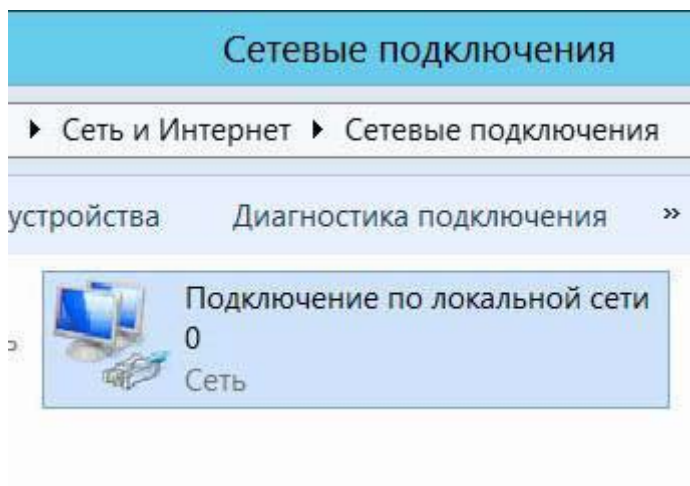 Сетевые подключения
Сеть и Интернет Сетевые подключения
устройства Диагностика подключения »
Подключение по локальной сети
0
Сеть